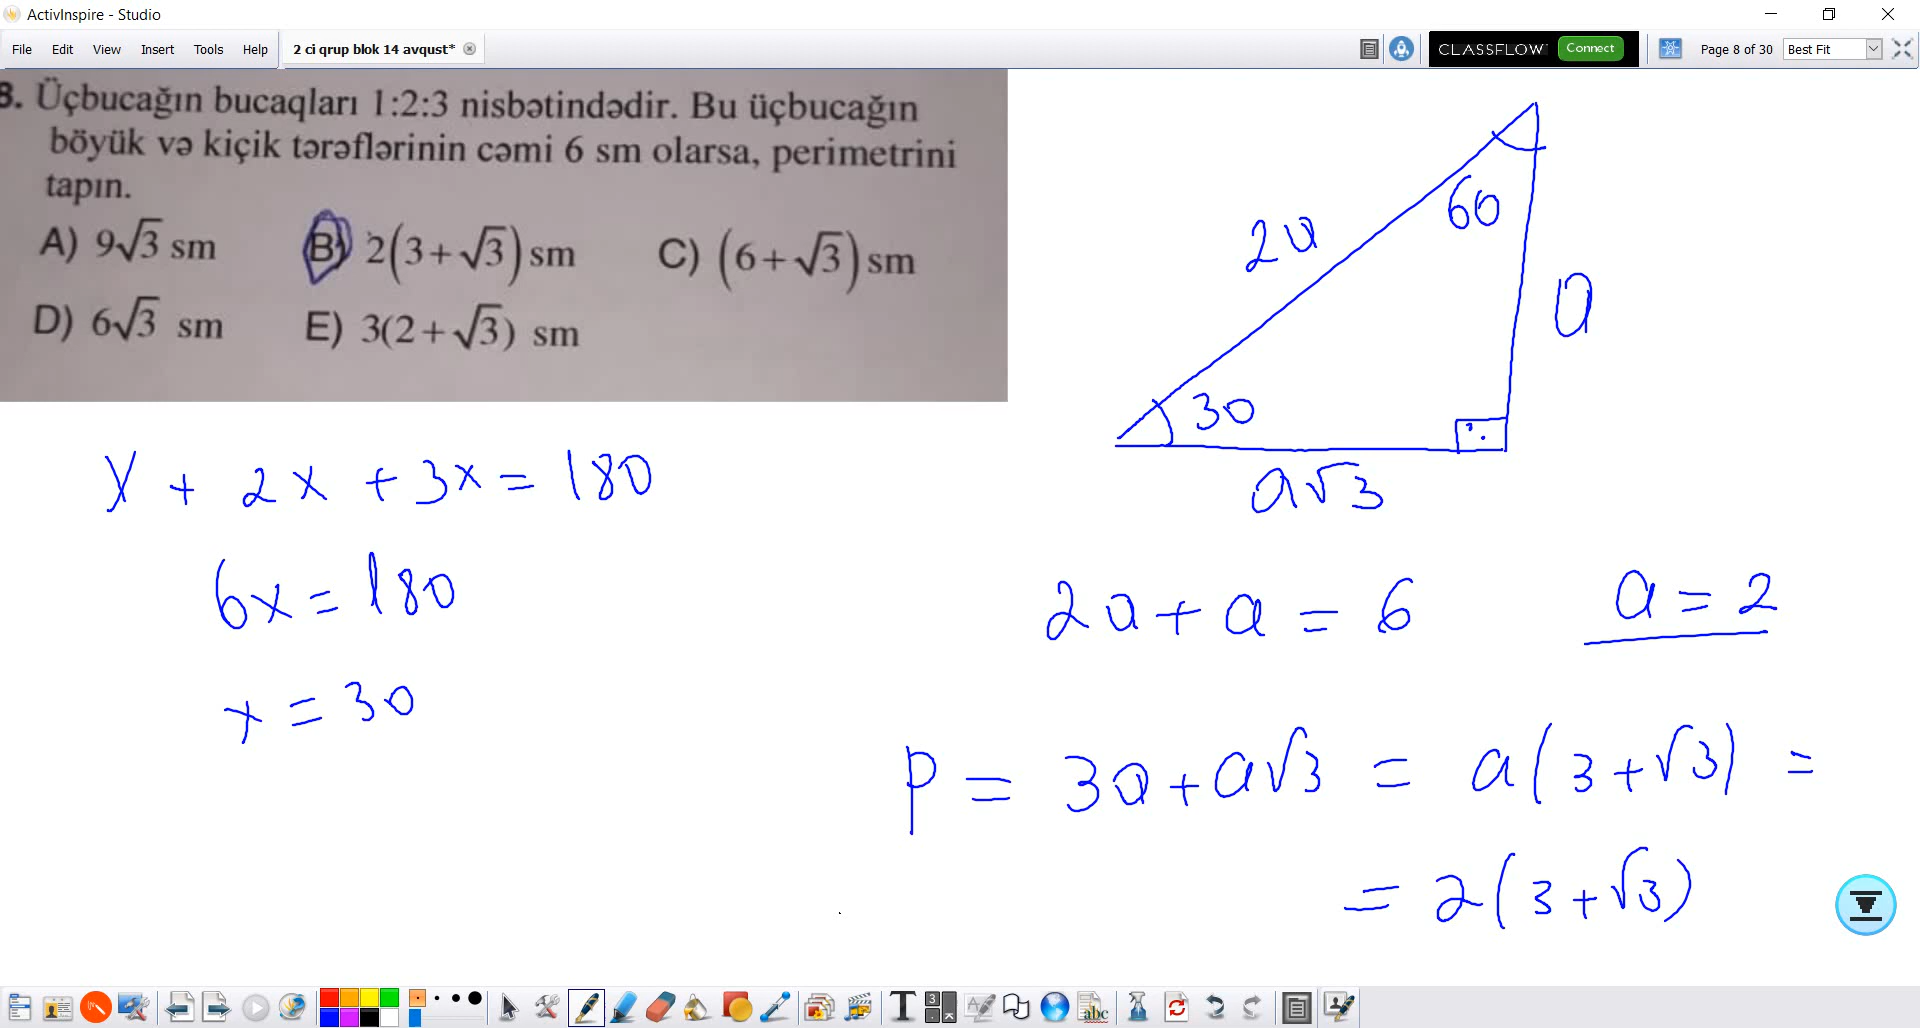 ActivInspire - Studio
File Edit View Insert Tools Help 2 ci qrup blok 14 avqust* CLASSFLOW Connect Page 8 of 30 Best Fit
8. Üçbucağın bucaqları 1:2:3 nisbətindədir. Bu üçbucağın
böyük və kiçik tərəflərinin cəmi 6 sm olarsa, perimetrini
tapın.
A) 9√3 sm B) 2(3+√3) sm C) (6+√3) sm
D) 6√3 sm E) 3(2+√3) sm
60
2a
a
30
a√3
x + 2x + 3x = 180
6x = 180
x = 30
2a + a = 6 a = 2
P = 3a + a√3 = a(3+√3) =
= 2(3+√3)
T
3
abc